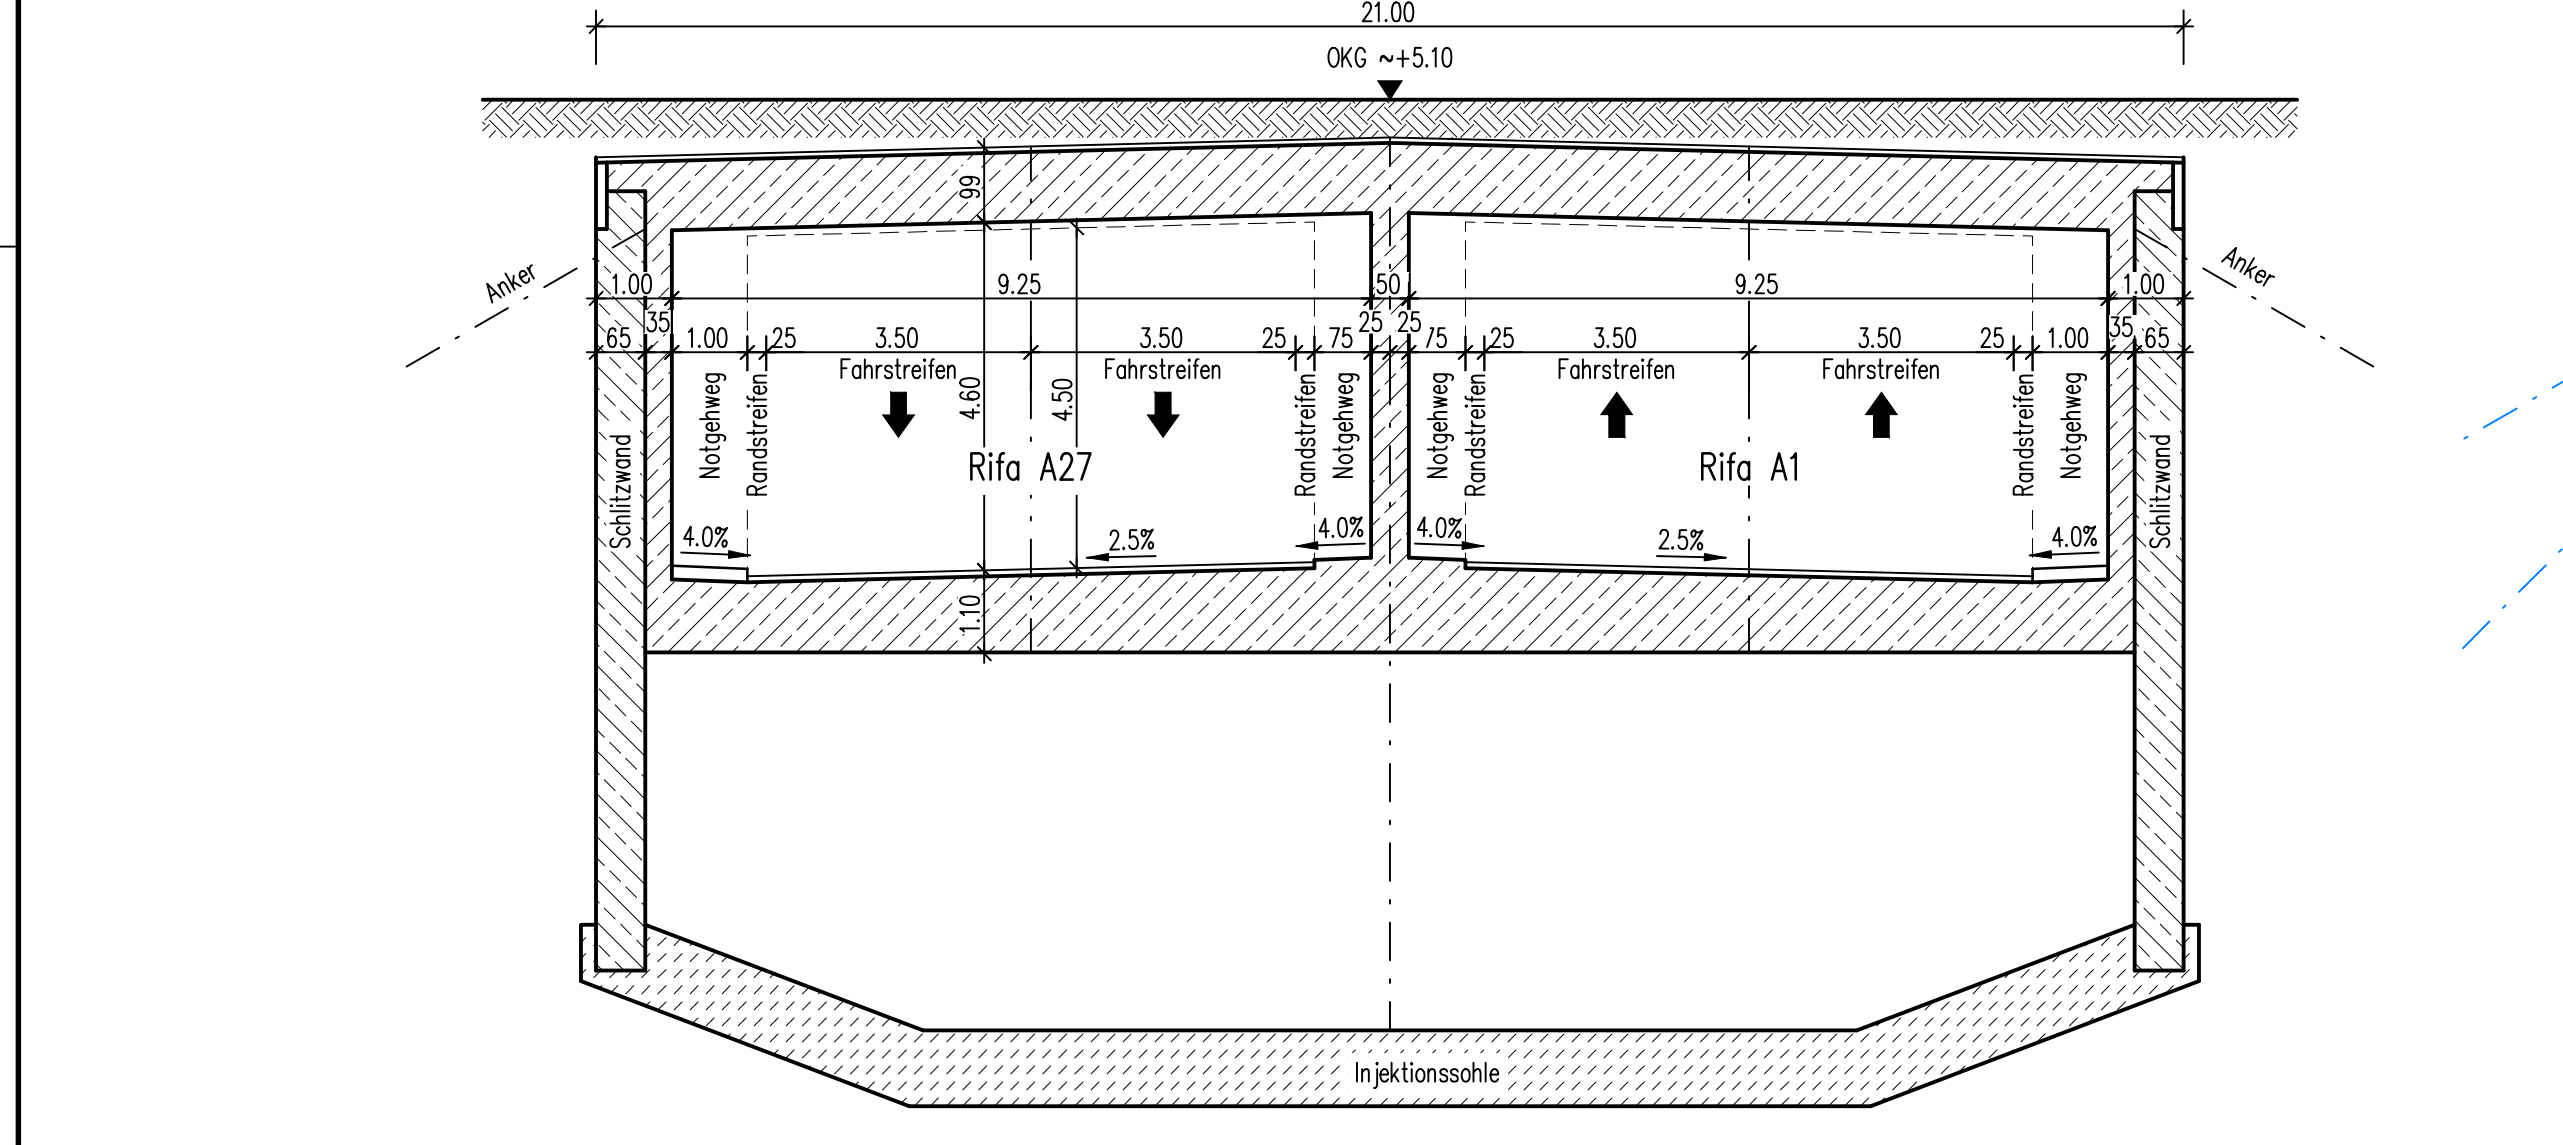 21.00
OKG ~+5.10
99
Anker
Anker
1.00
9.25
50
9.25
1.00
65
35
1.00
25
3.50
3.50
25
75
25
25
75
25
3.50
3.50
25
1.00
35
65
Fahrstreifen
Fahrstreifen
Fahrstreifen
Fahrstreifen
Notgehweg
Randstreifen
4.60
4.50
Randstreifen
Notgehweg
Notgehweg
Randstreifen
Randstreifen
Notgehweg
Schlitzwand
Rifa A27
Rifa A1
Schlitzwand
4.0%
2.5%
4.0%
4.0%
2.5%
4.0%
1.10
Injektionssohle